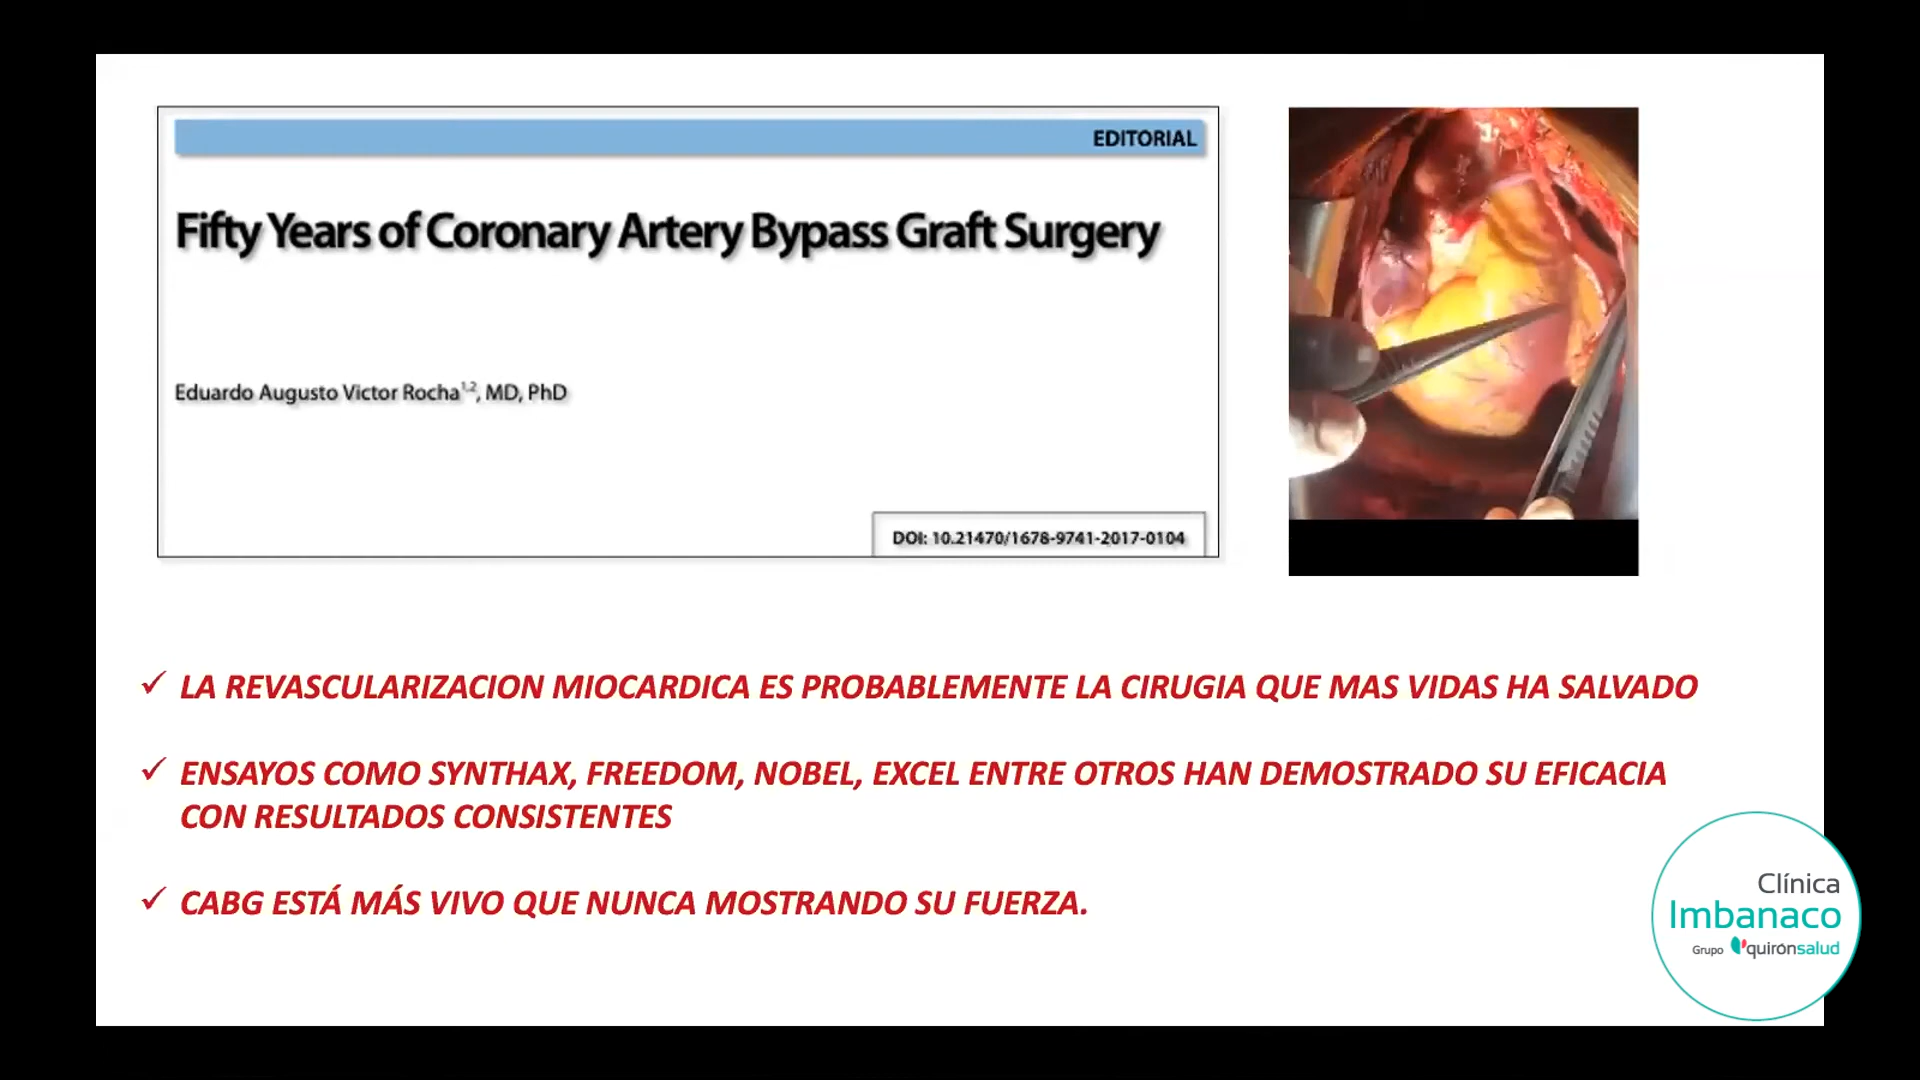 EDITORIAL
Fifty Years of Coronary Artery Bypass Graft Surgery
Eduardo Augusto Victor Rocha1,2, MD, PhD
DOI: 10.21470/1678-9741-2017-0104
✓ LA REVASCULARIZACION MIOCARDICA ES PROBABLEMENTE LA CIRUGIA QUE MAS VIDAS HA SALVADO
✓ ENSAYOS COMO SYNTHAX, FREEDOM, NOBEL, EXCEL ENTRE OTROS HAN DEMOSTRADO SU EFICACIA
CON RESULTADOS CONSISTENTES
✓ CABG ESTÁ MÁS VIVO QUE NUNCA MOSTRANDO SU FUERZA.
Clínica
Imbanaco
Grupo quirónsalud